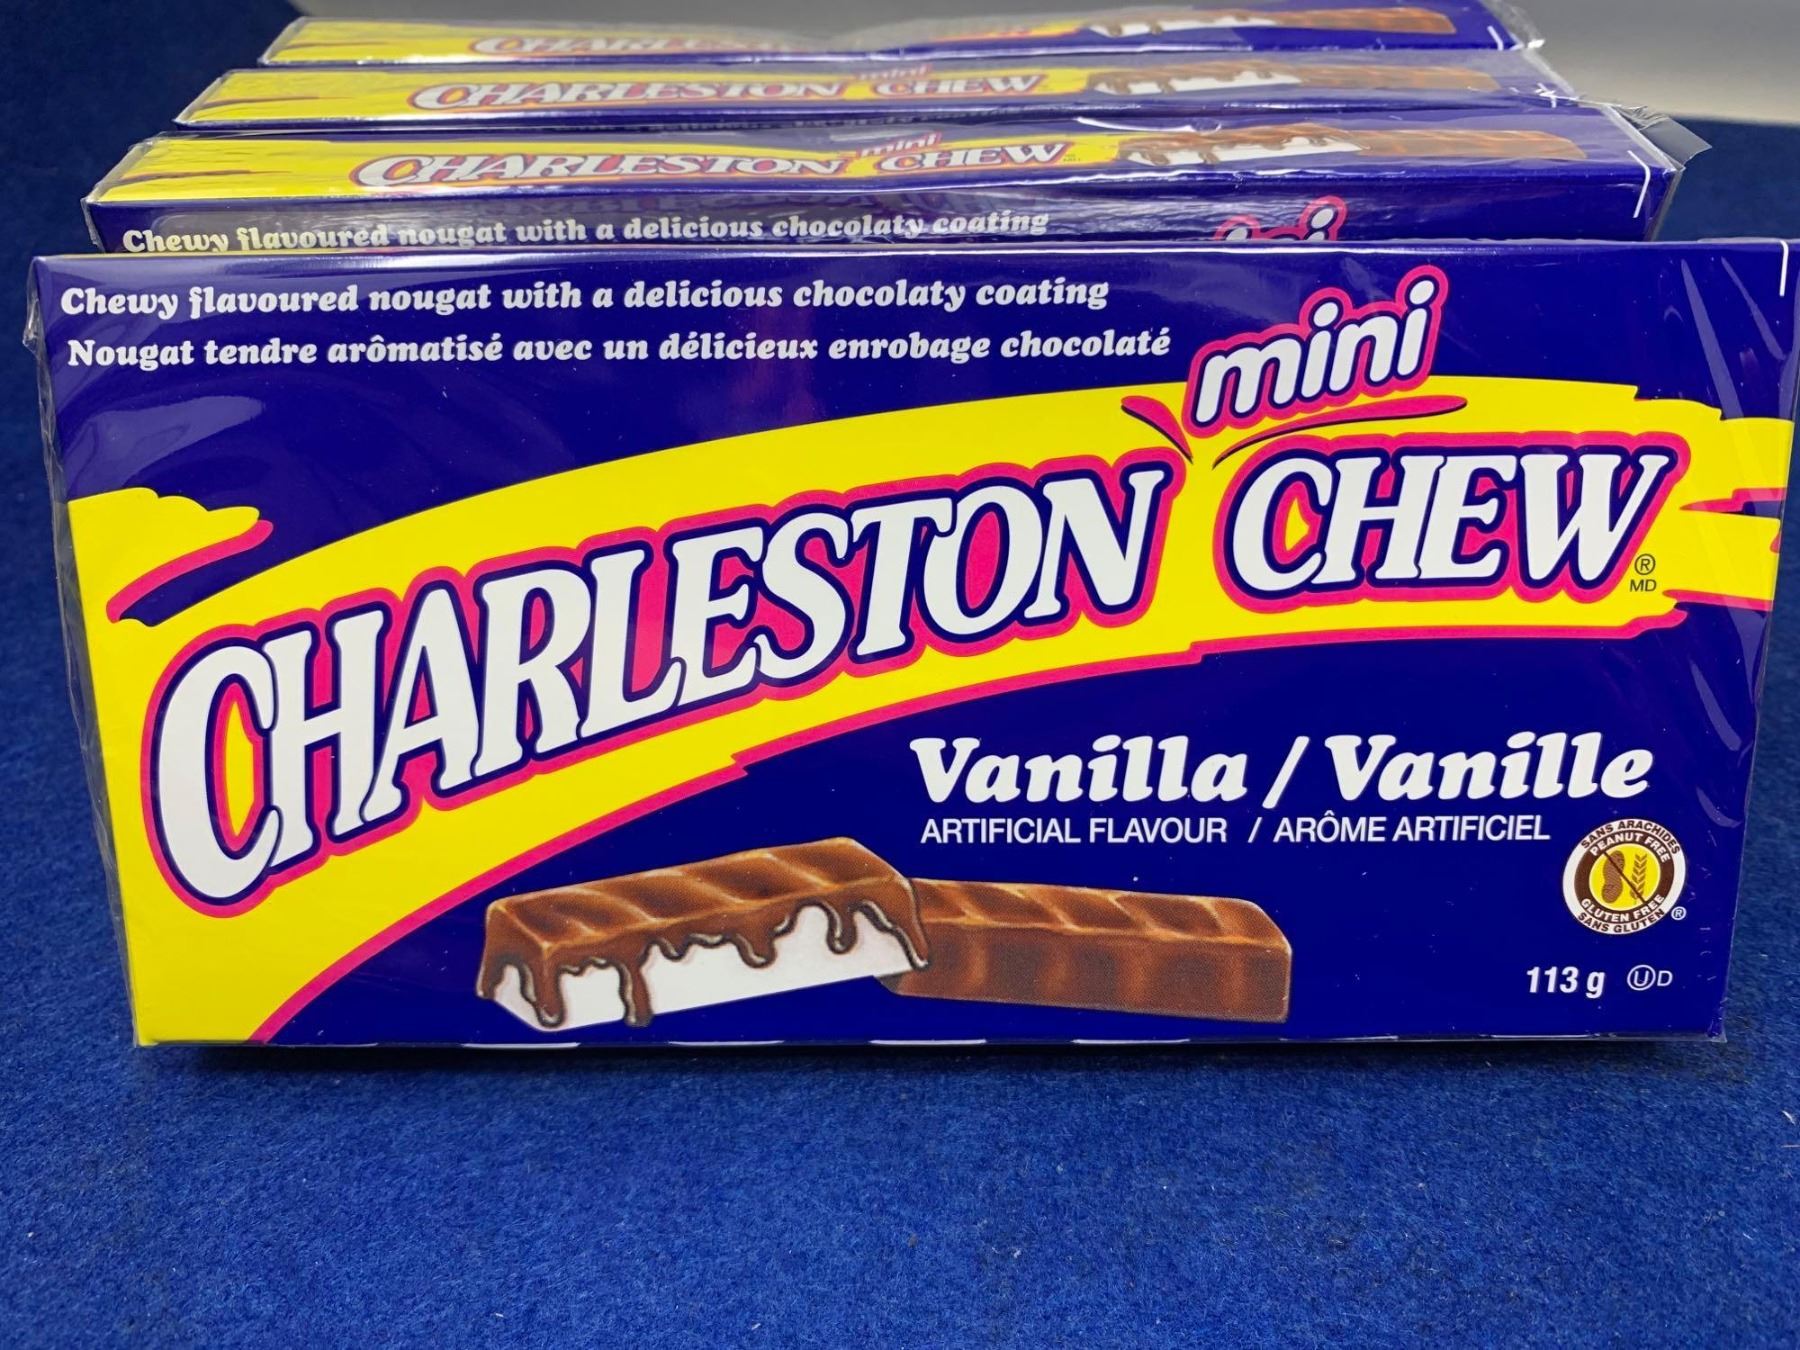 CHARLESTON
mini
CHARLESTON CHEW
mini
CHARLESTON CHEW
Chewy flavoured nougat with a delicious chocolaty coating
mini
Chewy flavoured nougat with a delicious chocolaty coating
Nougat tendre arômatisé avec un délicieux enrobage chocolaté
mini
CHARLESTON CHEW ®
MD
Vanilla / Vanille
ARTIFICIAL FLAVOUR / ARÔME ARTIFICIEL
SANS ARACHIDES
PEANUT FREE
GLUTEN FREE
SANS GLUTEN ®
113 g Ⓤ D